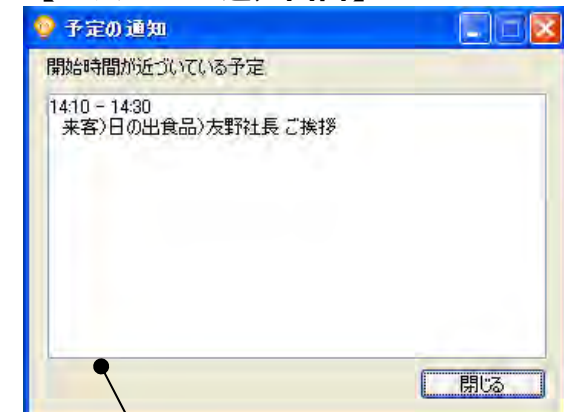 予定の通知
開始時間が近づいている予定
14:10 - 14:30
来客>日の出食品>友野社長 ご挨拶
閉じる